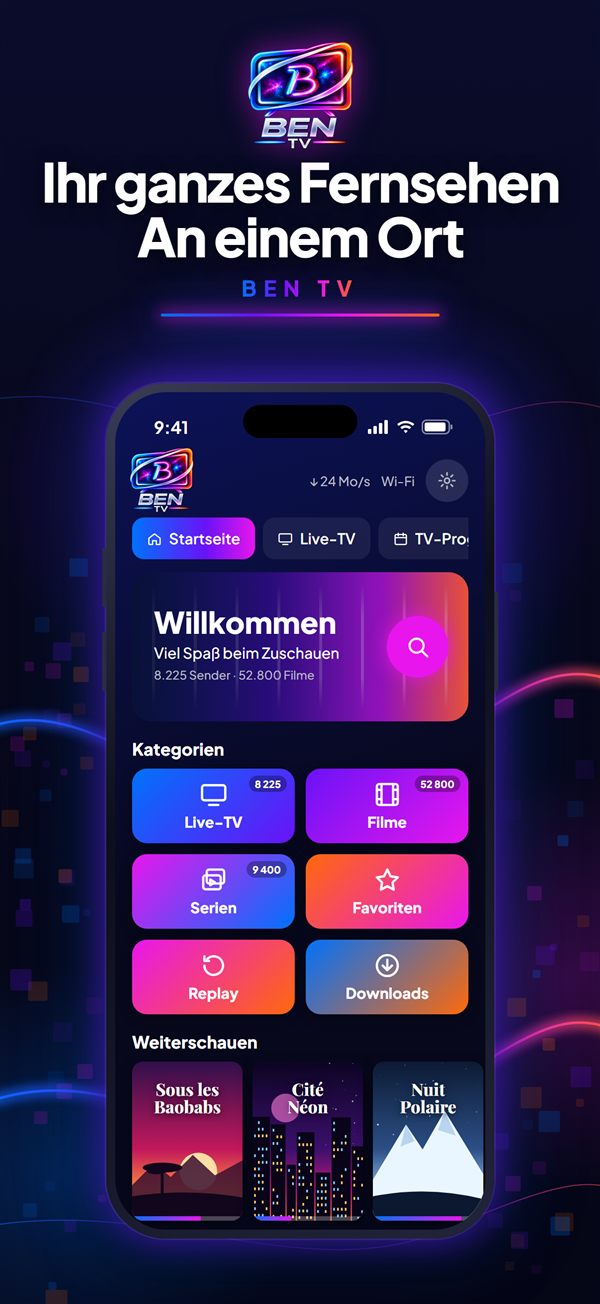 B
BEN
TV
Ihr ganzes Fernsehen
An einem Ort
BEN TV
9:41
B
BEN
TV
↓24 Mo/s Wi-Fi
Startseite Live-TV TV-Prog
Willkommen
Viel Spaß beim Zuschauen
8.225 Sender · 52.800 Filme
Kategorien
8 225
Live-TV
52 800
Filme
9 400
Serien
Favoriten
Replay
Downloads
Weiterschauen
Sous les
Baobabs
Cité
Néon
Nuit
Polaire